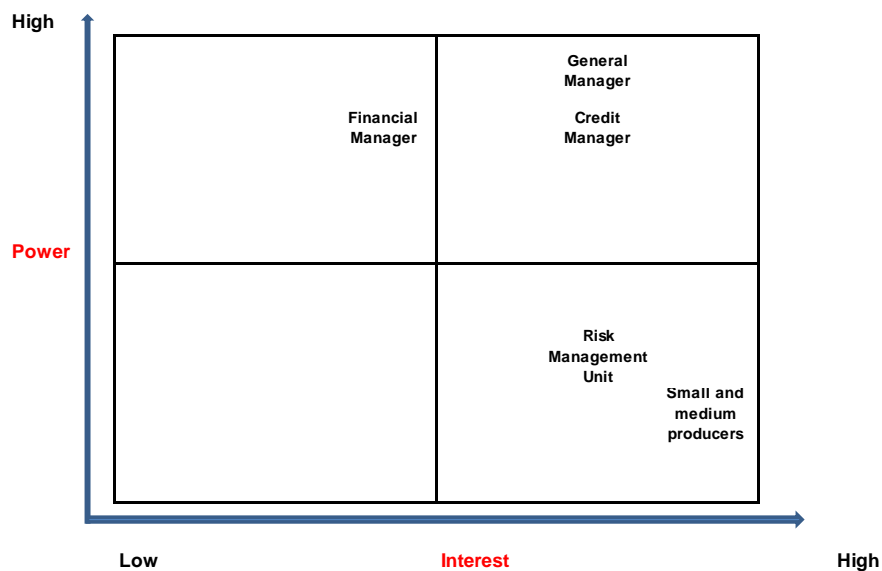 High
General
Manager
Financial
Manager
Credit
Manager
Power
Risk
Management
Unit
Small and
medium
producers
Low
Interest
High